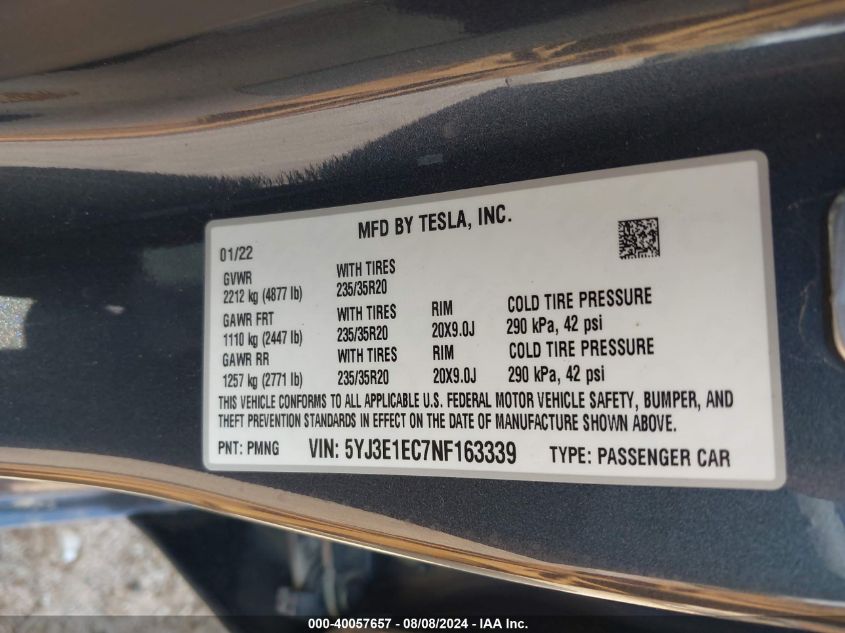 MFD BY TESLA, INC.
01/22
GVWR WITH TIRES
2212 kg (4877 lb) 235/35R20
GAWR FRT WITH TIRES RIM COLD TIRE PRESSURE
1110 kg (2447 lb) 235/35R20 20X9.0J 290 kPa, 42 psi
GAWR RR WITH TIRES RIM COLD TIRE PRESSURE
1257 kg (2771 lb) 235/35R20 20X9.0J 290 kPa, 42 psi
THIS VEHICLE CONFORMS TO ALL APPLICABLE U.S. FEDERAL MOTOR VEHICLE SAFETY, BUMPER, AND
THEFT PREVENTION STANDARDS IN EFFECT ON THE DATE OF MANUFACTURE SHOWN ABOVE.
PNT: PMNG VIN: 5YJ3E1EC7NF163339 TYPE: PASSENGER CAR
000-40057657 - 08/08/2024 - IAA Inc.